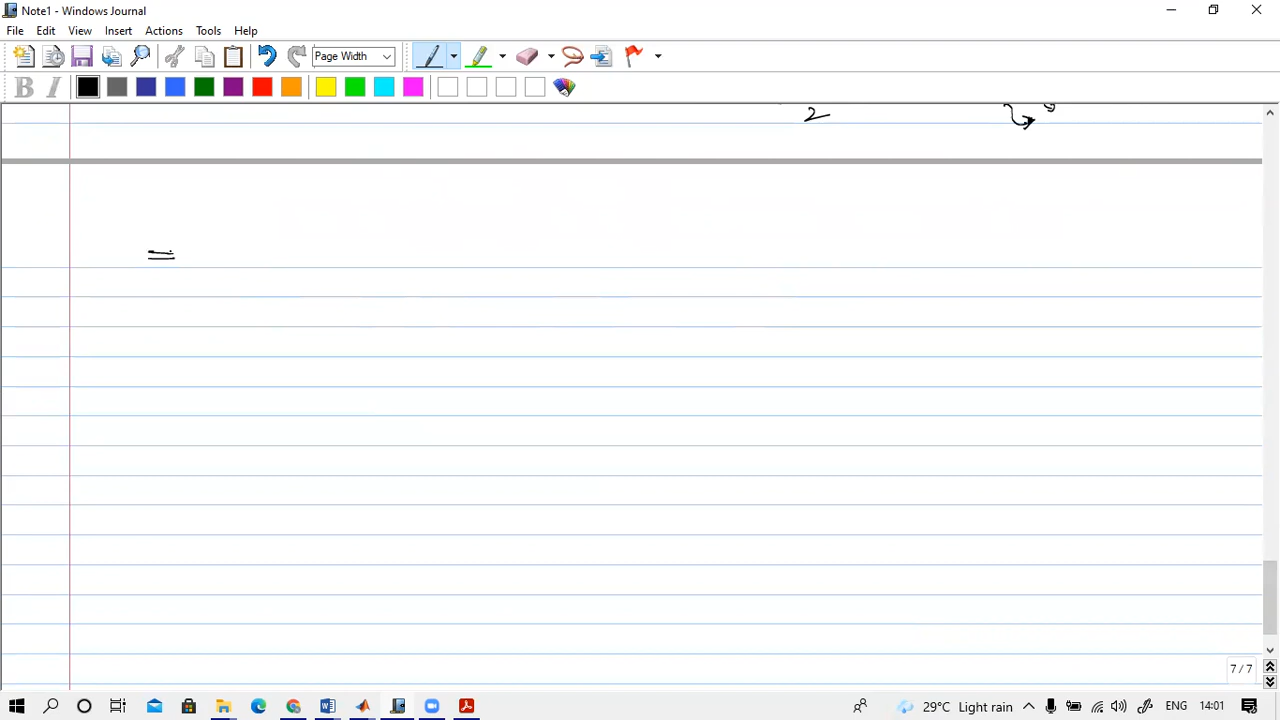 Note1 - Windows Journal
File Edit View Insert Actions Tools Help
Page Width
B I
2
=
7 / 7
29°C Light rain ENG 14:01